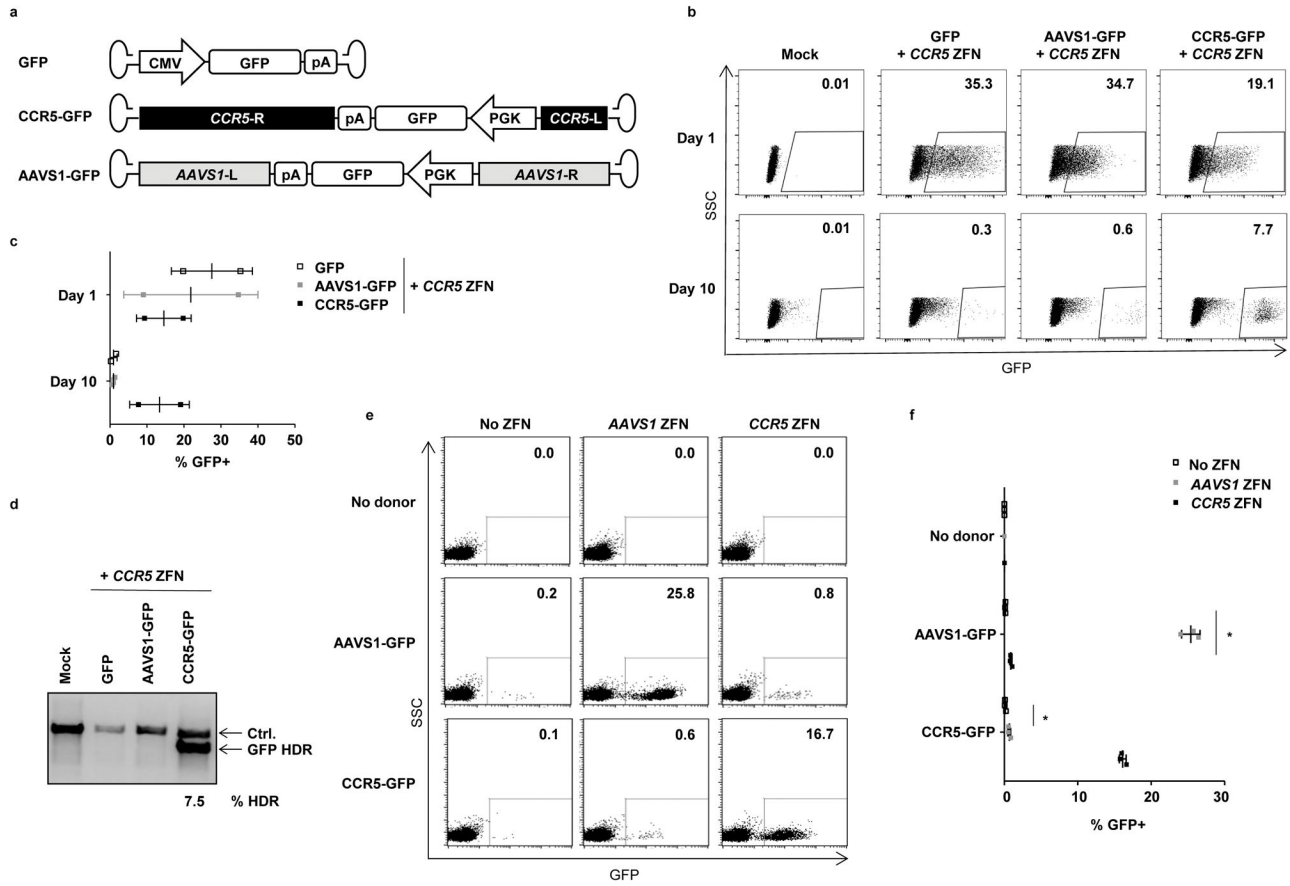 a
GFP
CMV GFP pA
CCR5-GFP
CCR5-R pA GFP PGK CCR5-L
AAVS1-GFP
AAVS1-L pA GFP PGK AAVS1-R
b
Mock
GFP
+ CCR5 ZFN
AAVS1-GFP
+ CCR5 ZFN
CCR5-GFP
+ CCR5 ZFN
Day 1
0.01 35.3 34.7 19.1
Day 10
0.01 0.3 0.6 7.7
SSC
GFP
c
Day 1
Day 10
GFP
AAVS1-GFP
CCR5-GFP
+ CCR5 ZFN
0 10 20 30 40 50
% GFP+
d
+ CCR5 ZFN
Mock
GFP
AAVS1-GFP
CCR5-GFP
Ctrl.
GFP HDR
7.5 % HDR
e
No ZFN AAVS1 ZFN CCR5 ZFN
No donor
0.0 0.0 0.0
AAVS1-GFP
0.2 25.8 0.8
CCR5-GFP
0.1 0.6 16.7
SSC
GFP
f
No ZFN
AAVS1 ZFN
CCR5 ZFN
No donor
AAVS1-GFP
*
CCR5-GFP
*
0 10 20 30
% GFP+